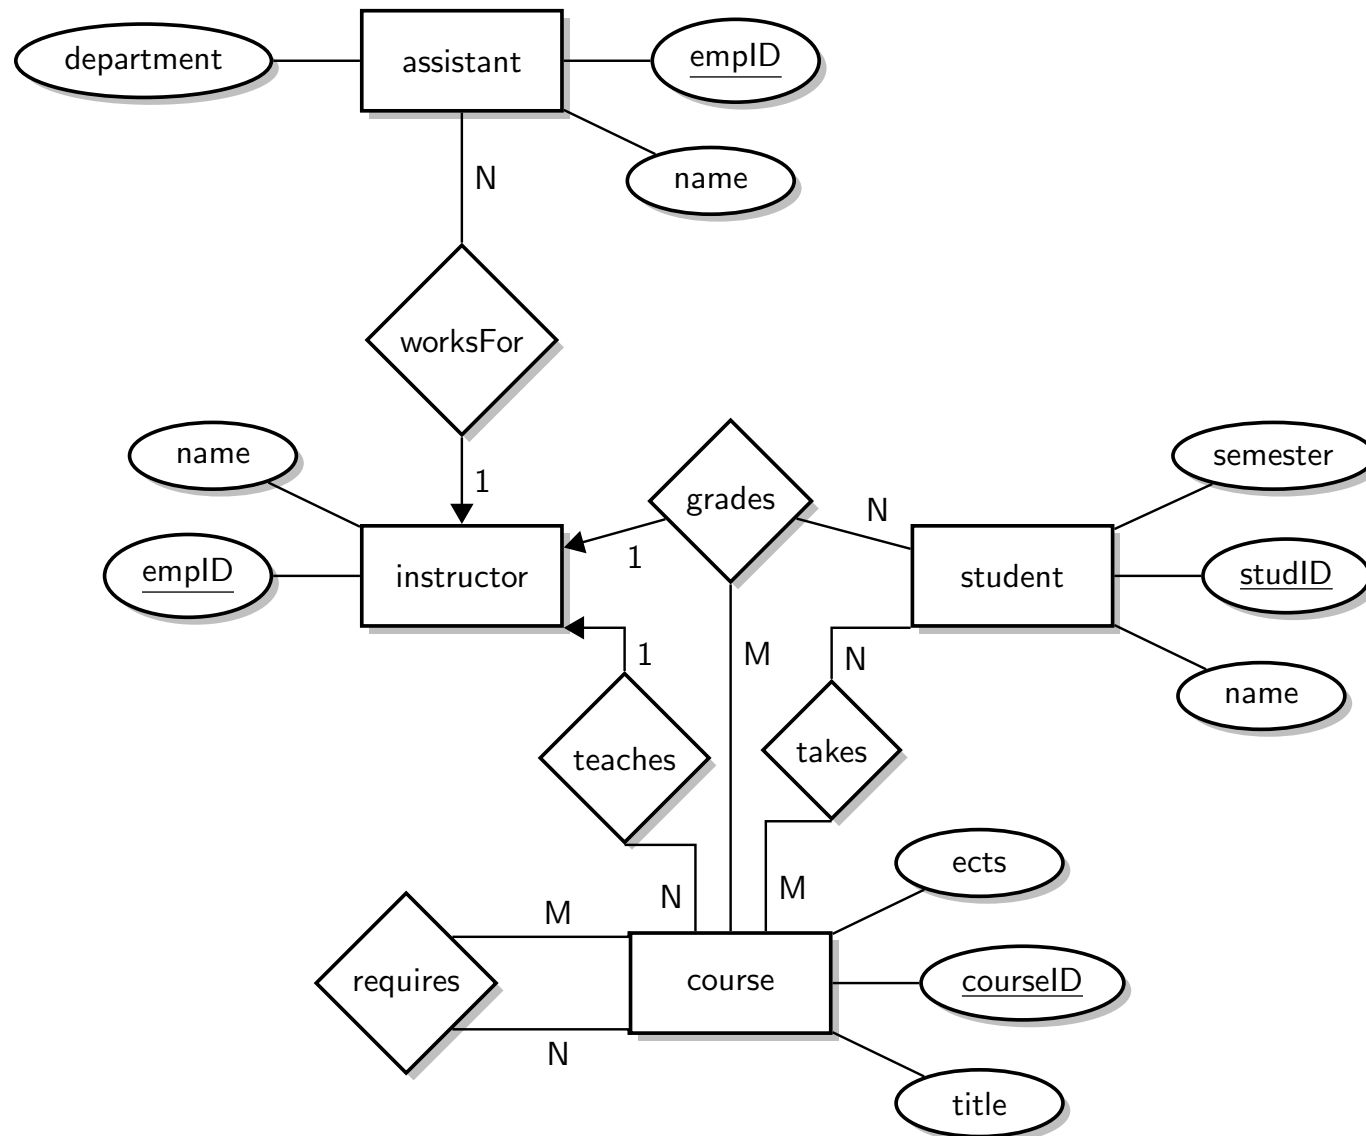 department
assistant
empID
name
N
worksFor
1
name
empID
instructor
grades
1
N
M
semester
student
studID
name
1
teaches
N
N
takes
M
M
requires
N
course
ects
courseID
title